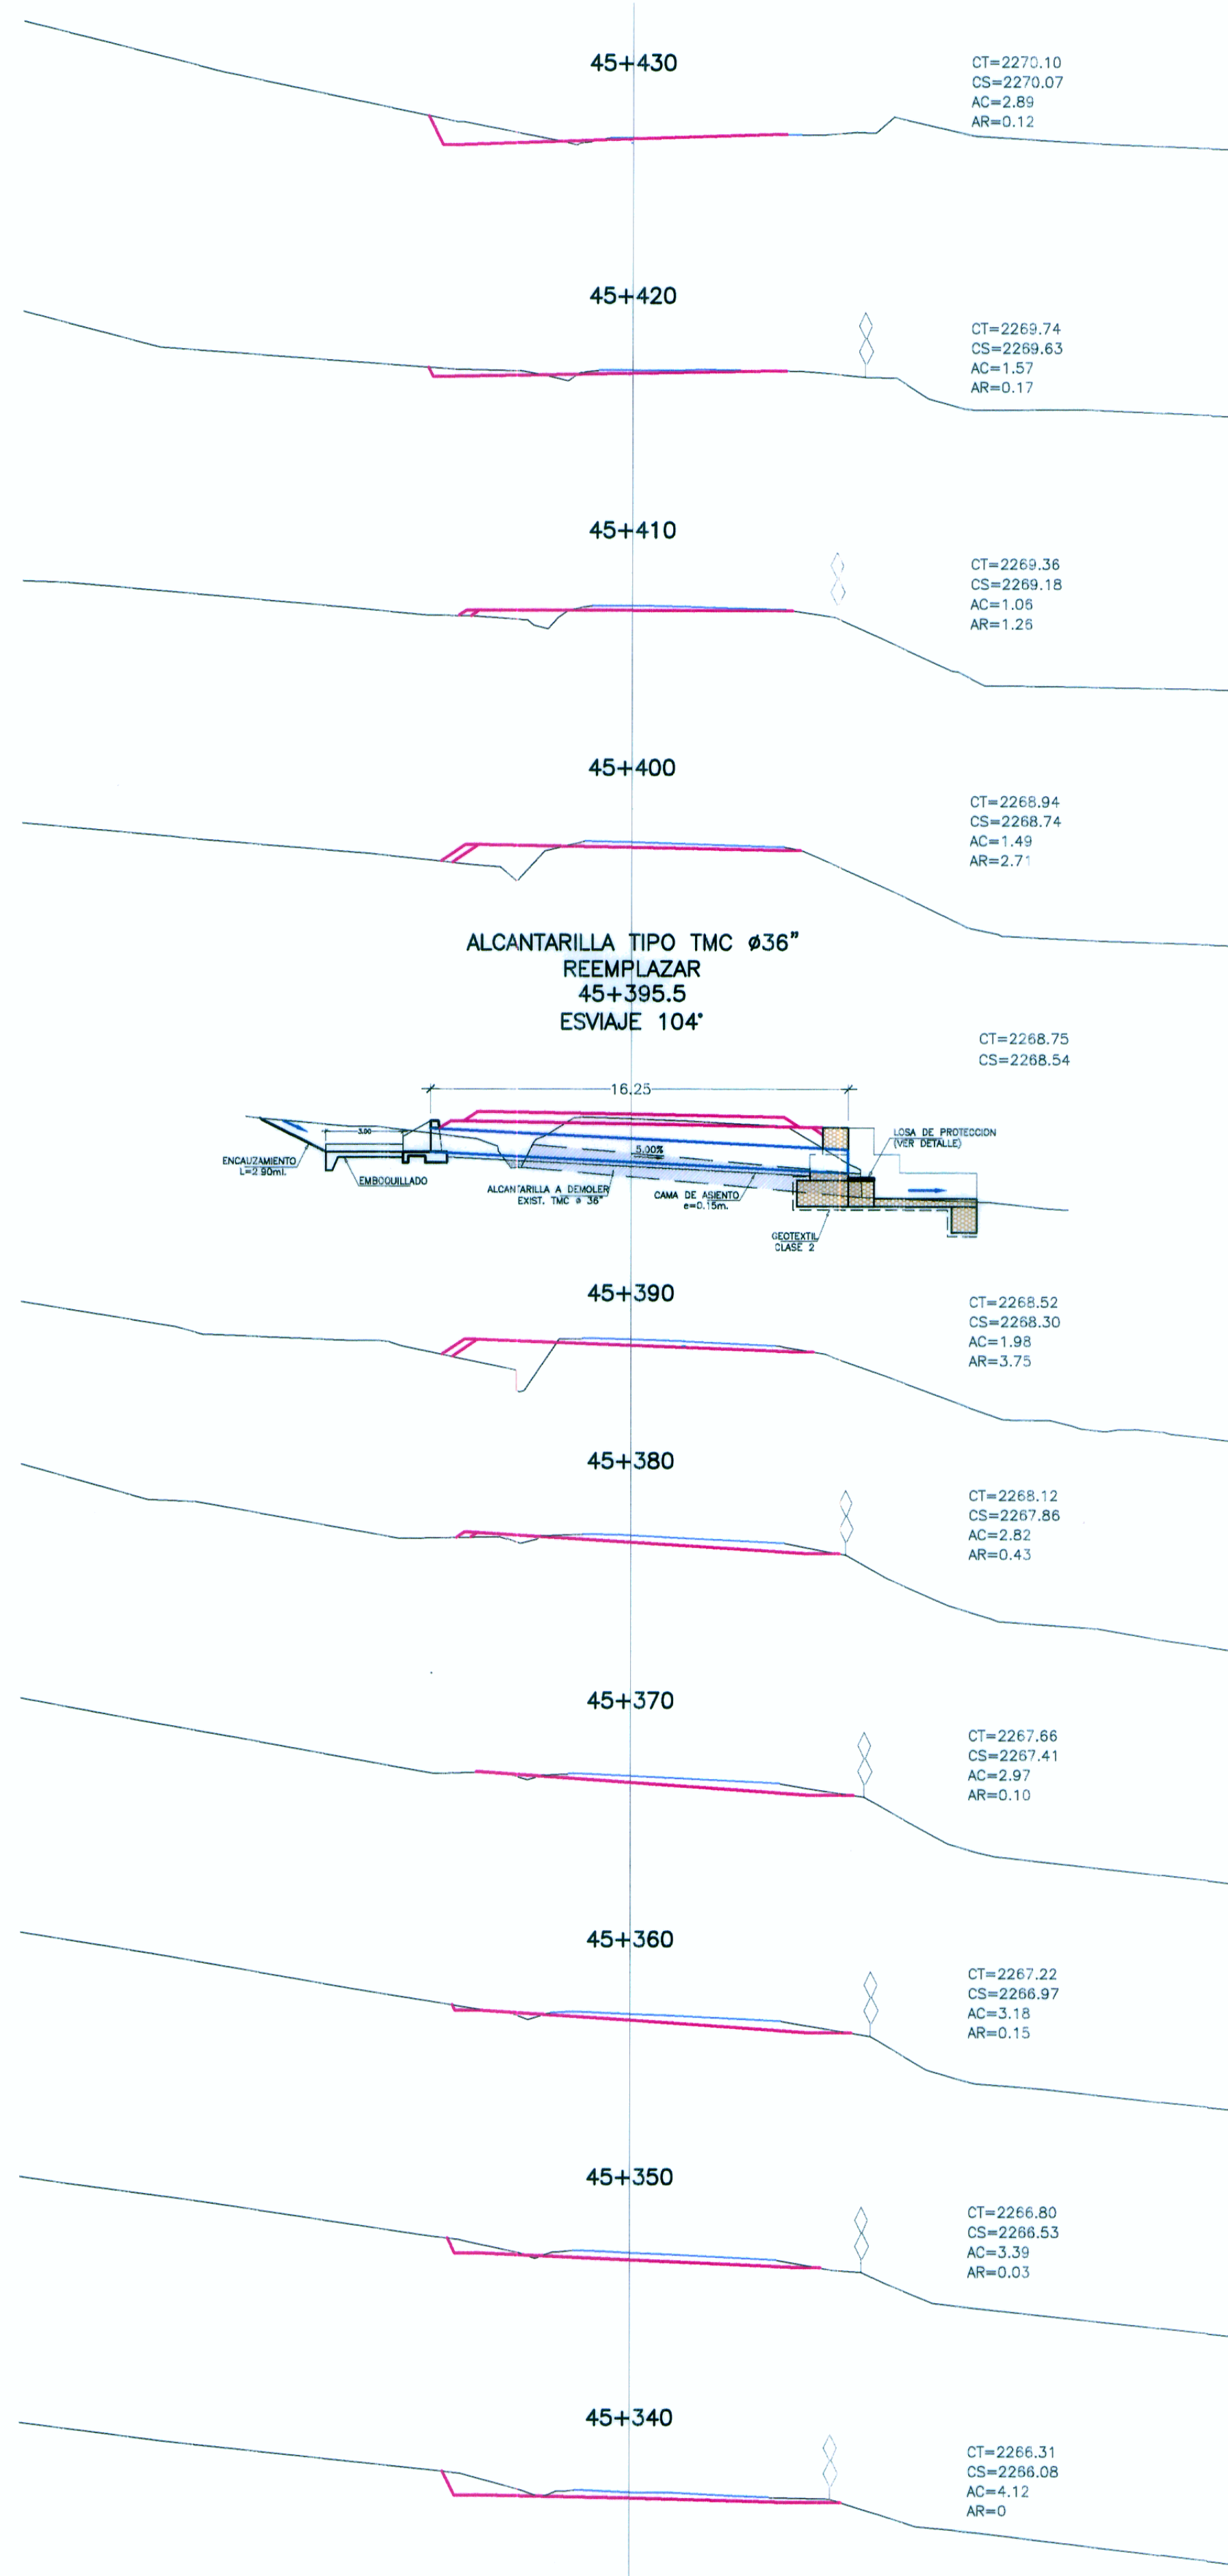 45+430
CT=2270.10
CS=2270.07
AC=2.89
AR=0.12
45+420
CT=2269.74
CS=2269.63
AC=1.57
AR=0.17
45+410
CT=2269.36
CS=2269.18
AC=1.06
AR=1.26
45+400
CT=2268.94
CS=2268.74
AC=1.49
AR=2.71
ALCANTARILLA TIPO TMC ø36”
REEMPLAZAR
45+395.5
ESVIAJE 104°
CT=2268.75
CS=2268.54
16.25
3.00
5.00%
LOSA DE PROTECCION
(VER DETALLE)
ENCAUZAMIENTO
L=2.90ml.
EMBOQUILLADO
ALCANTARILLA A DEMOLER
EXIST. TMC ø 36"
CAMA DE ASIENTO
e=0.15m.
GEOTEXTIL
CLASE 2
45+390
CT=2268.52
CS=2268.30
AC=1.98
AR=3.75
45+380
CT=2268.12
CS=2267.86
AC=2.82
AR=0.43
45+370
CT=2267.66
CS=2267.41
AC=2.97
AR=0.10
45+360
CT=2267.22
CS=2266.97
AC=3.18
AR=0.15
45+350
CT=2266.80
CS=2266.53
AC=3.39
AR=0.03
45+340
CT=2266.31
CS=2266.08
AC=4.12
AR=0